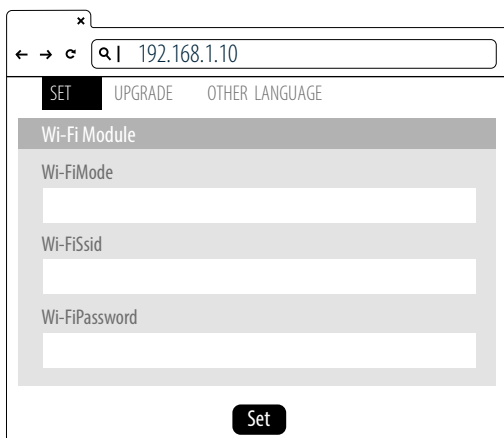 192.168.1.10
SET UPGRADE OTHER LANGUAGE
Wi-Fi Module
Wi-FiMode
Wi-FiSsid
Wi-FiPassword
Set